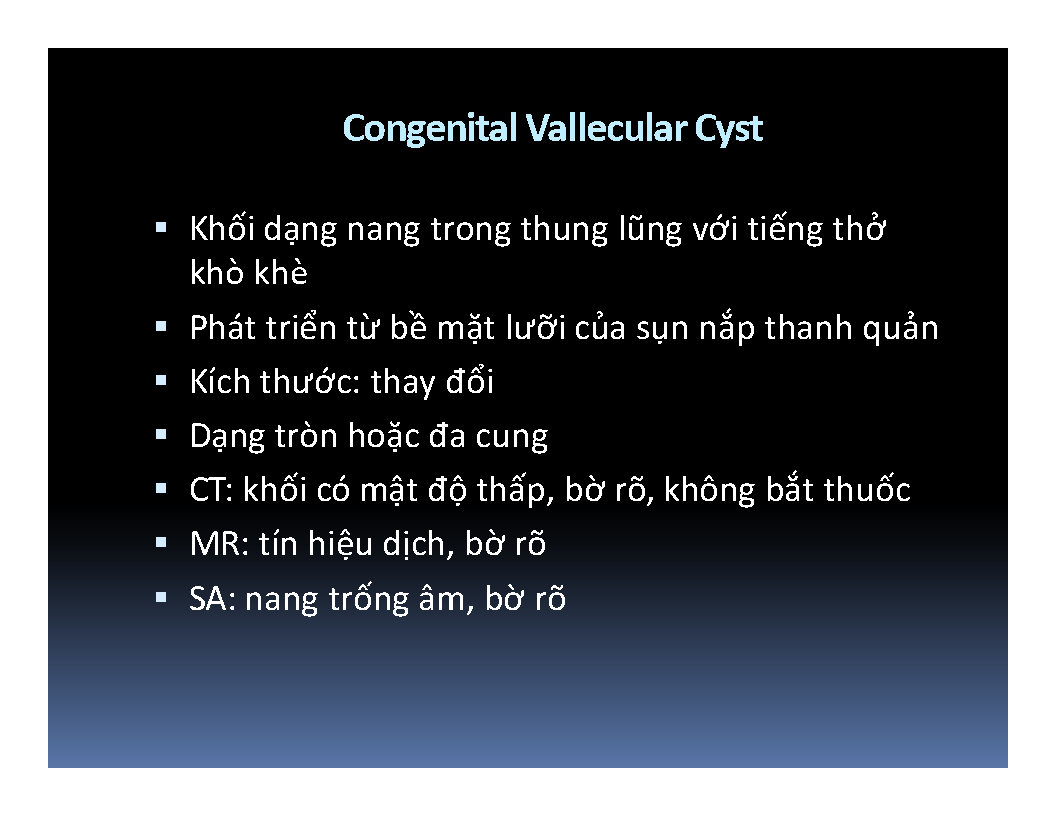 Congenital Vallecular Cyst
▪ Khối dạng nang trong thung lũng với tiếng thở
khò khè
▪ Phát triển từ bề mặt lưỡi của sụn nắp thanh quản
▪ Kích thước: thay đổi
▪ Dạng tròn hoặc đa cung
▪ CT: khối có mật độ thấp, bờ rõ, không bắt thuốc
▪ MR: tín hiệu dịch, bờ rõ
▪ SA: nang trống âm, bờ rõ